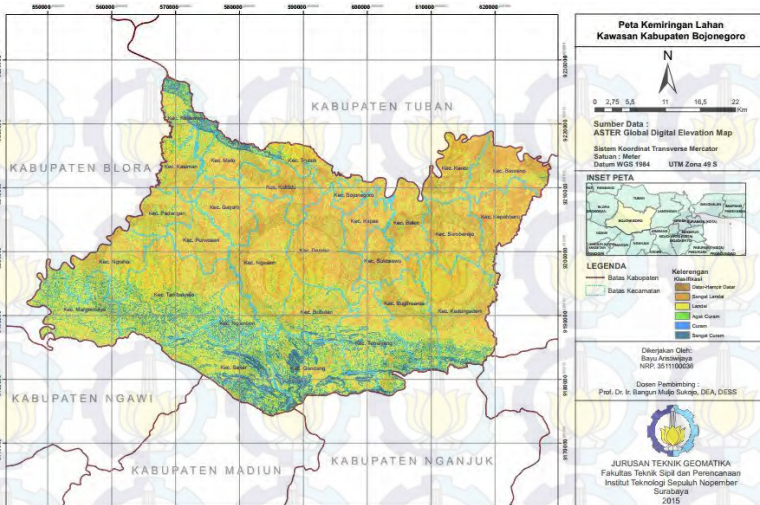 Peta Kemiringan Lahan
Kawasan Kabupaten Bojonegoro
N
0 2,75 5,5 11 16,5 22
Km
Sumber Data :
ASTER Global Digital Elevation Map
Sistem Koordinat Transverse Mercator
Satuan : Meter
Datum WGS 1984 UTM Zona 49 S
INSET PETA
LEGENDA
Batas Kabupaten
Batas Kecamatan
Kelerengan
Klasifikasi
Datar-Hampir Datar
Sangat Landai
Landai
Agak Curam
Curam
Sangat Curam
Dikerjakan Oleh:
Bayu Ansawijaya
NRP. 3511100036
Dosen Pembimbing :
Prof. Dr. Ir. Bangun Muljo Sukojo, DEA, DESS
JURUSAN TEKNIK GEOMATIKA
Fakultas Teknik Sipil dan Perencanaan
Institut Teknologi Sepuluh Nopember
Surabaya
2015
550000 560000 570000 580000 590000 600000 610000 620000
KABUPATEN TUBAN
KABUPATEN BLORA
KABUPATEN NGAWI
KABUPATEN MADIUN
KABUPATEN NGANJUK
Kec. Malo
Kec. Trucuk
Kec. Kalitidu
Kec. Bojonegoro
Kec. Kanor
Kec. Baureno
Kec. Padangan
Kec. Gayam
Kec. Kapas
Kec. Balen
Kec. Kepohbaru
Kec. Purwosari
Kec. Dander
Kec. Sumberrejo
Kec. Ngraho
Kec. Ngasem
Kec. Sukosewu
Kec. Tambakrejo
Kec. Margomulyo
Kec. Bubulan
Kec. Sugihwaras
Kec. Kedungadem
Kec. Ngambon
Kec. Temayang
Kec. Sekar
Kec. Gondang